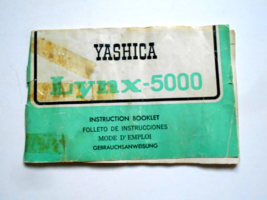 YASHICA
Lynx-5000
INSTRUCTION BOOKLET
FOLLETO DE INSTRUCCIONES
MODE D'EMPLOI
GEBRAUCHSANWEISUNG